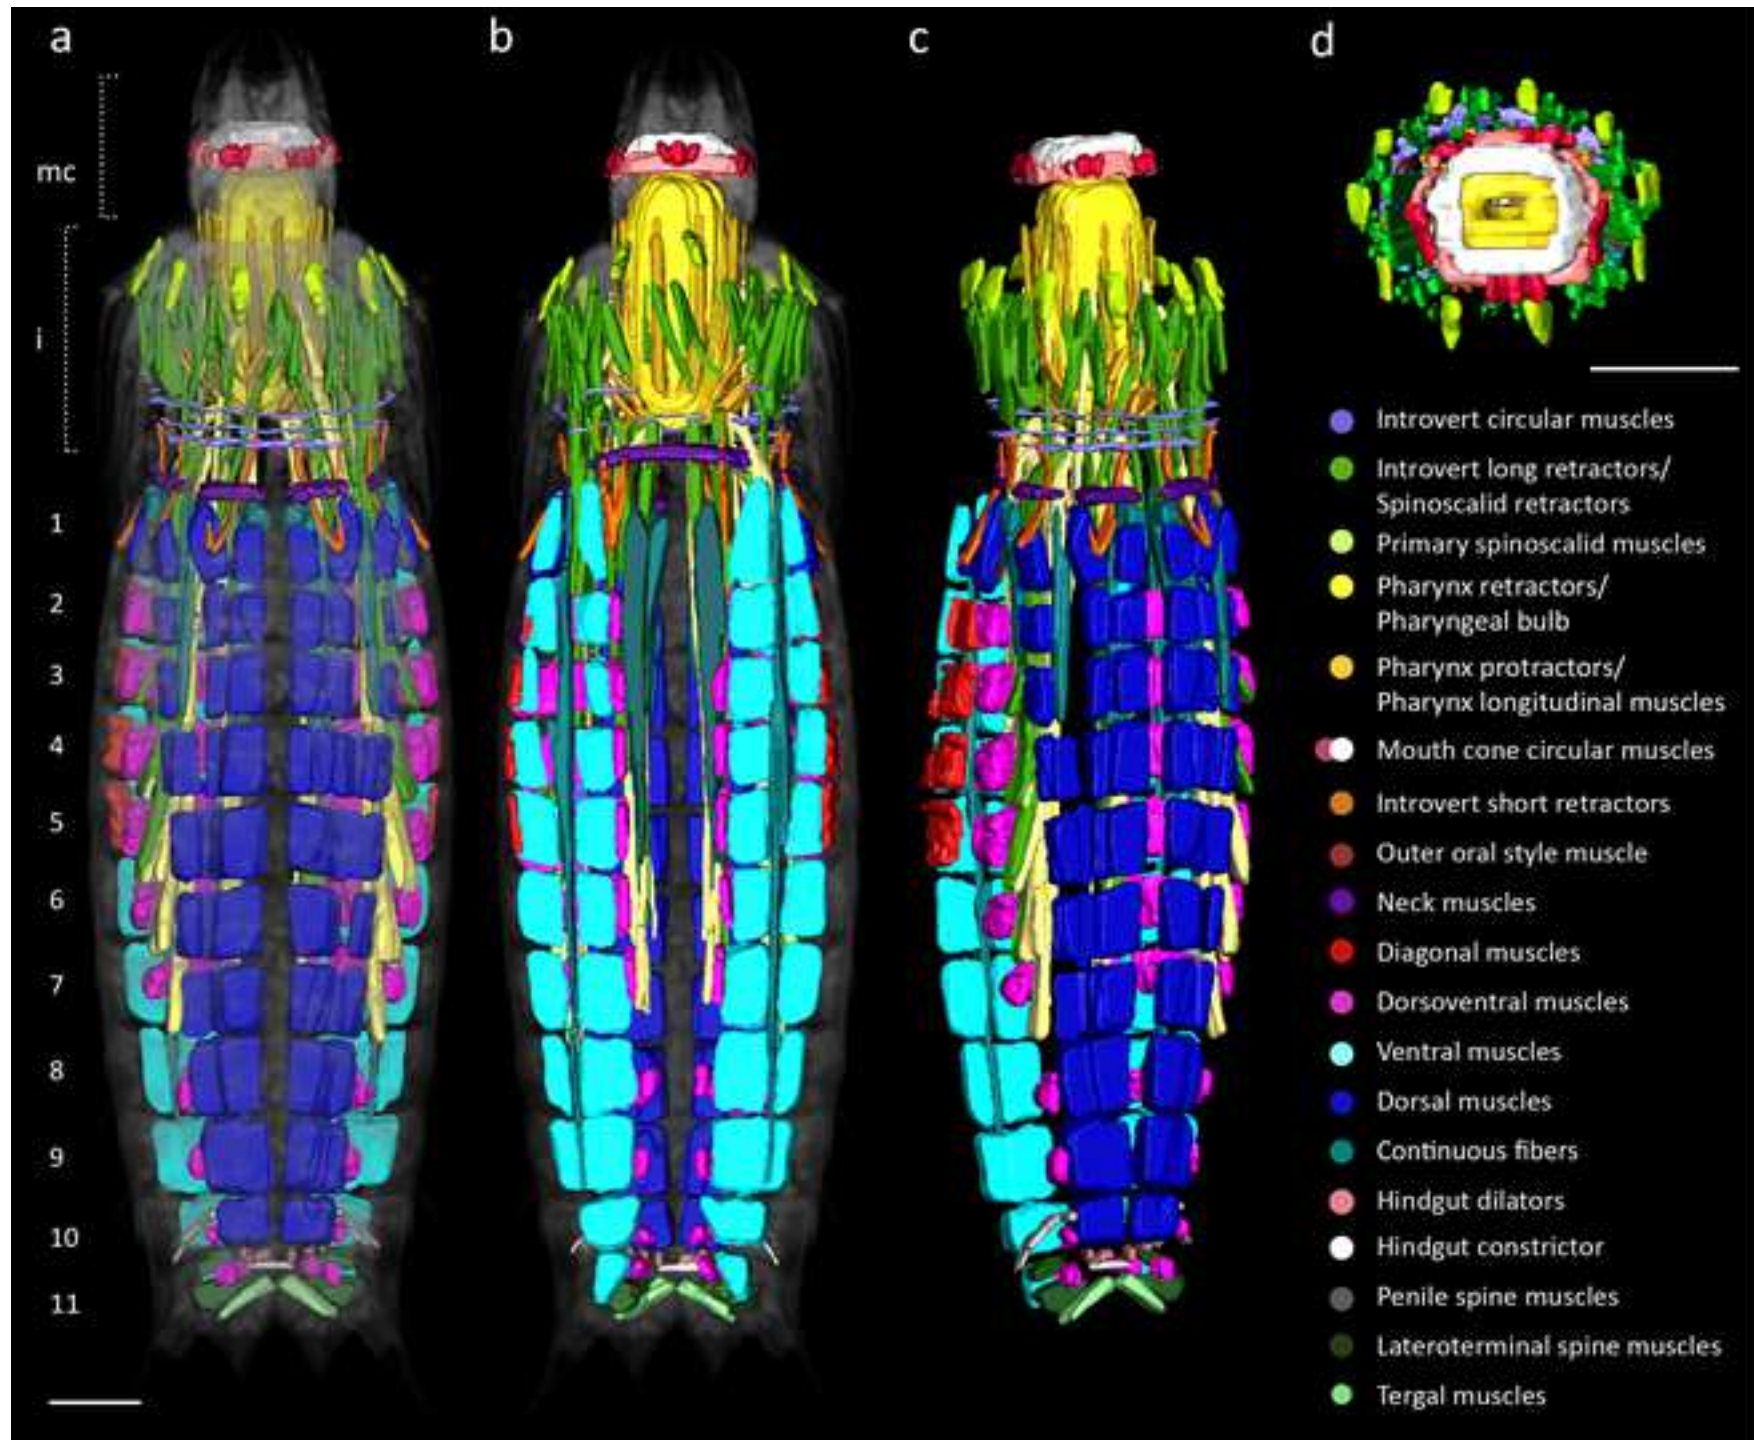 a
b
c
d
mc
i
1
2
3
4
5
6
7
8
9
10
11
Introvert circular muscles
Introvert long retractors/
Spinoscalid retractors
Primary spinoscalid muscles
Pharynx retractors/
Pharyngeal bulb
Pharynx protractors/
Pharynx longitudinal muscles
Mouth cone circular muscles
Introvert short retractors
Outer oral style muscle
Neck muscles
Diagonal muscles
Dorsoventral muscles
Ventral muscles
Dorsal muscles
Continuous fibers
Hindgut dilators
Hindgut constrictor
Penile spine muscles
Lateroterminal spine muscles
Tergal muscles